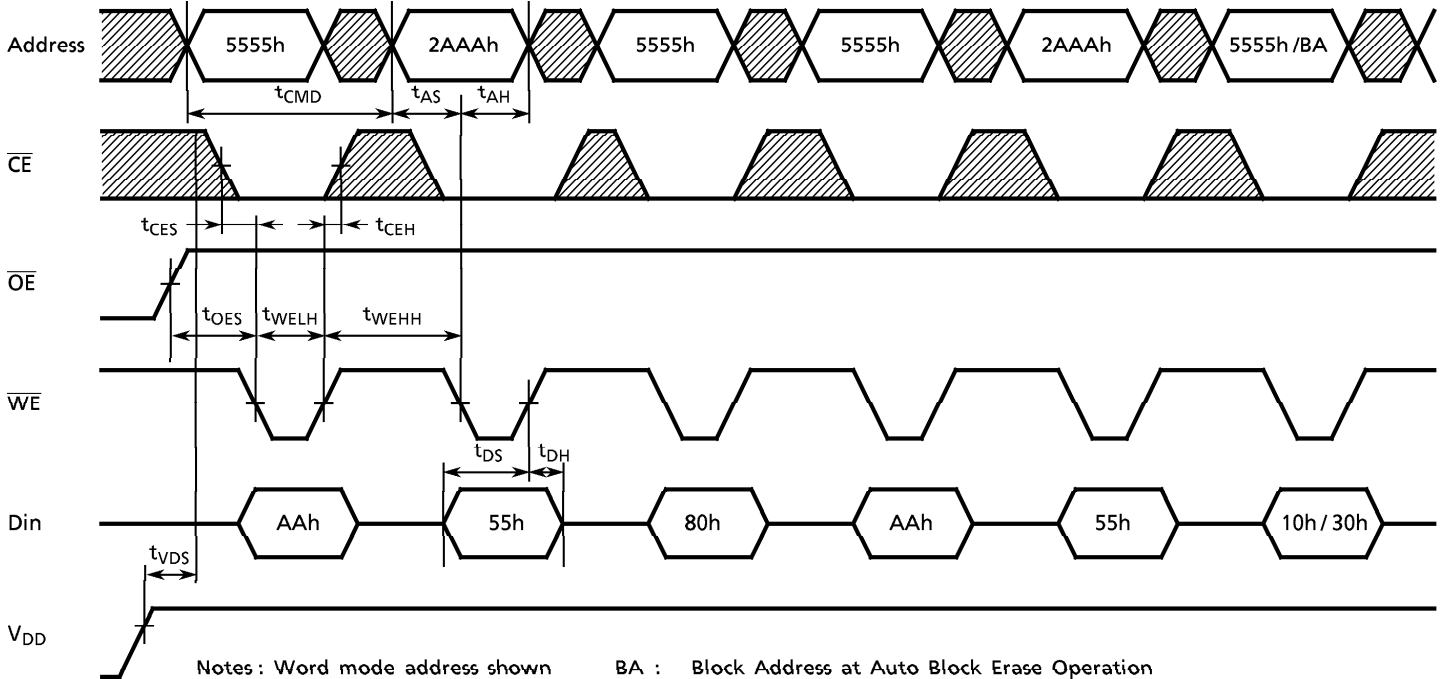 Address 5555h 2AAAh 5555h 5555h 2AAAh 5555h /BA
tCMD tAS tAH
CE
tCES tCEH
OE
tOES tWELH tWEHH
WE
tDS tDH
Din AAh 55h 80h AAh 55h 10h / 30h
tVDS
VDD
Notes : Word mode address shown BA : Block Address at Auto Block Erase Operation